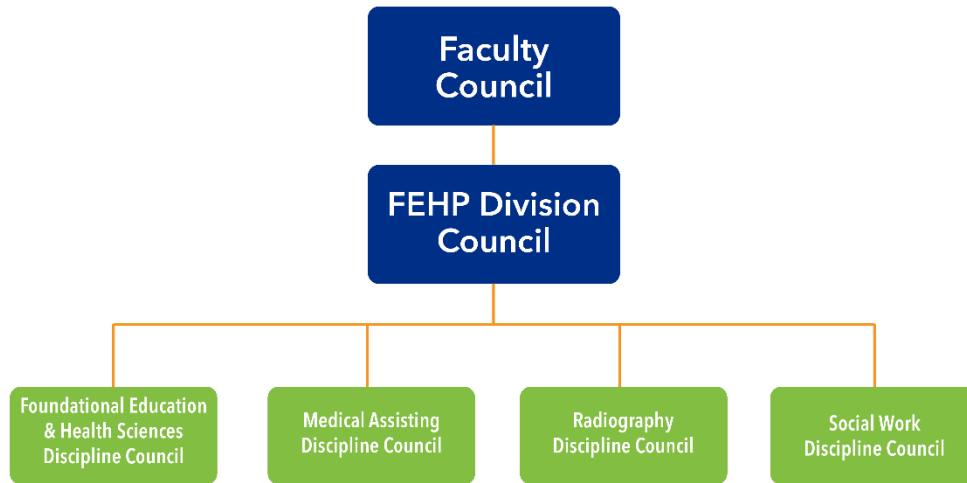 Faculty
Council
FEHP Division
Council
Foundational Education
& Health Sciences
Discipline Council
Medical Assisting
Discipline Council
Radiography
Discipline Council
Social Work
Discipline Council